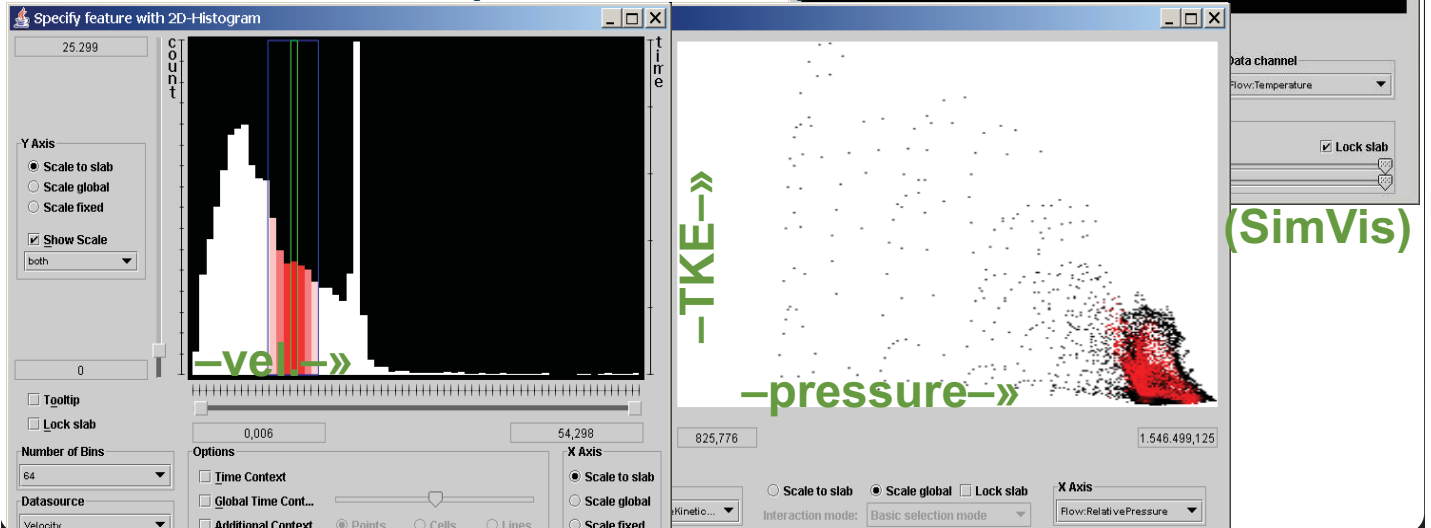 Specify feature with 2D-Histogram
25.299
count
time
Y Axis
Scale to slab
Scale global
Scale fixed
Show Scale
both
0
Tooltip
Lock slab
–vel.–»
0,006
54,298
Number of Bins
64
Datasource
Velocity
Options
Time Context
Global Time Cont...
Additional Context
Points
Cells
Lines
X Axis
Scale to slab
Scale global
Scale fixed
–TKE–»
–pressure–»
825,776
1.546.499,125
eKinetic...
Scale to slab
Scale global
Lock slab
Interaction mode:
Basic selection mode
X Axis
Flow:RelativePressure
Data channel
Flow:Temperature
Lock slab
(SimVis)